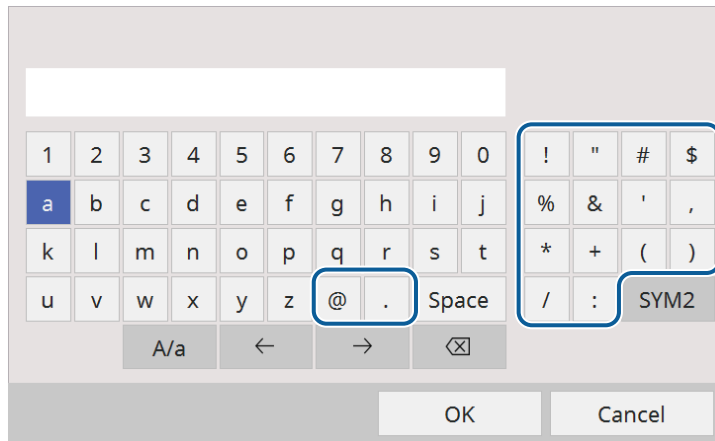 1 2 3 4 5 6 7 8 9 0 ! " # $
a b c d e f g h i j % & ' ,
k l m n o p q r s t * + ( )
u v w x y z @ . Space / : SYM2
A/a ← →
OK Cancel